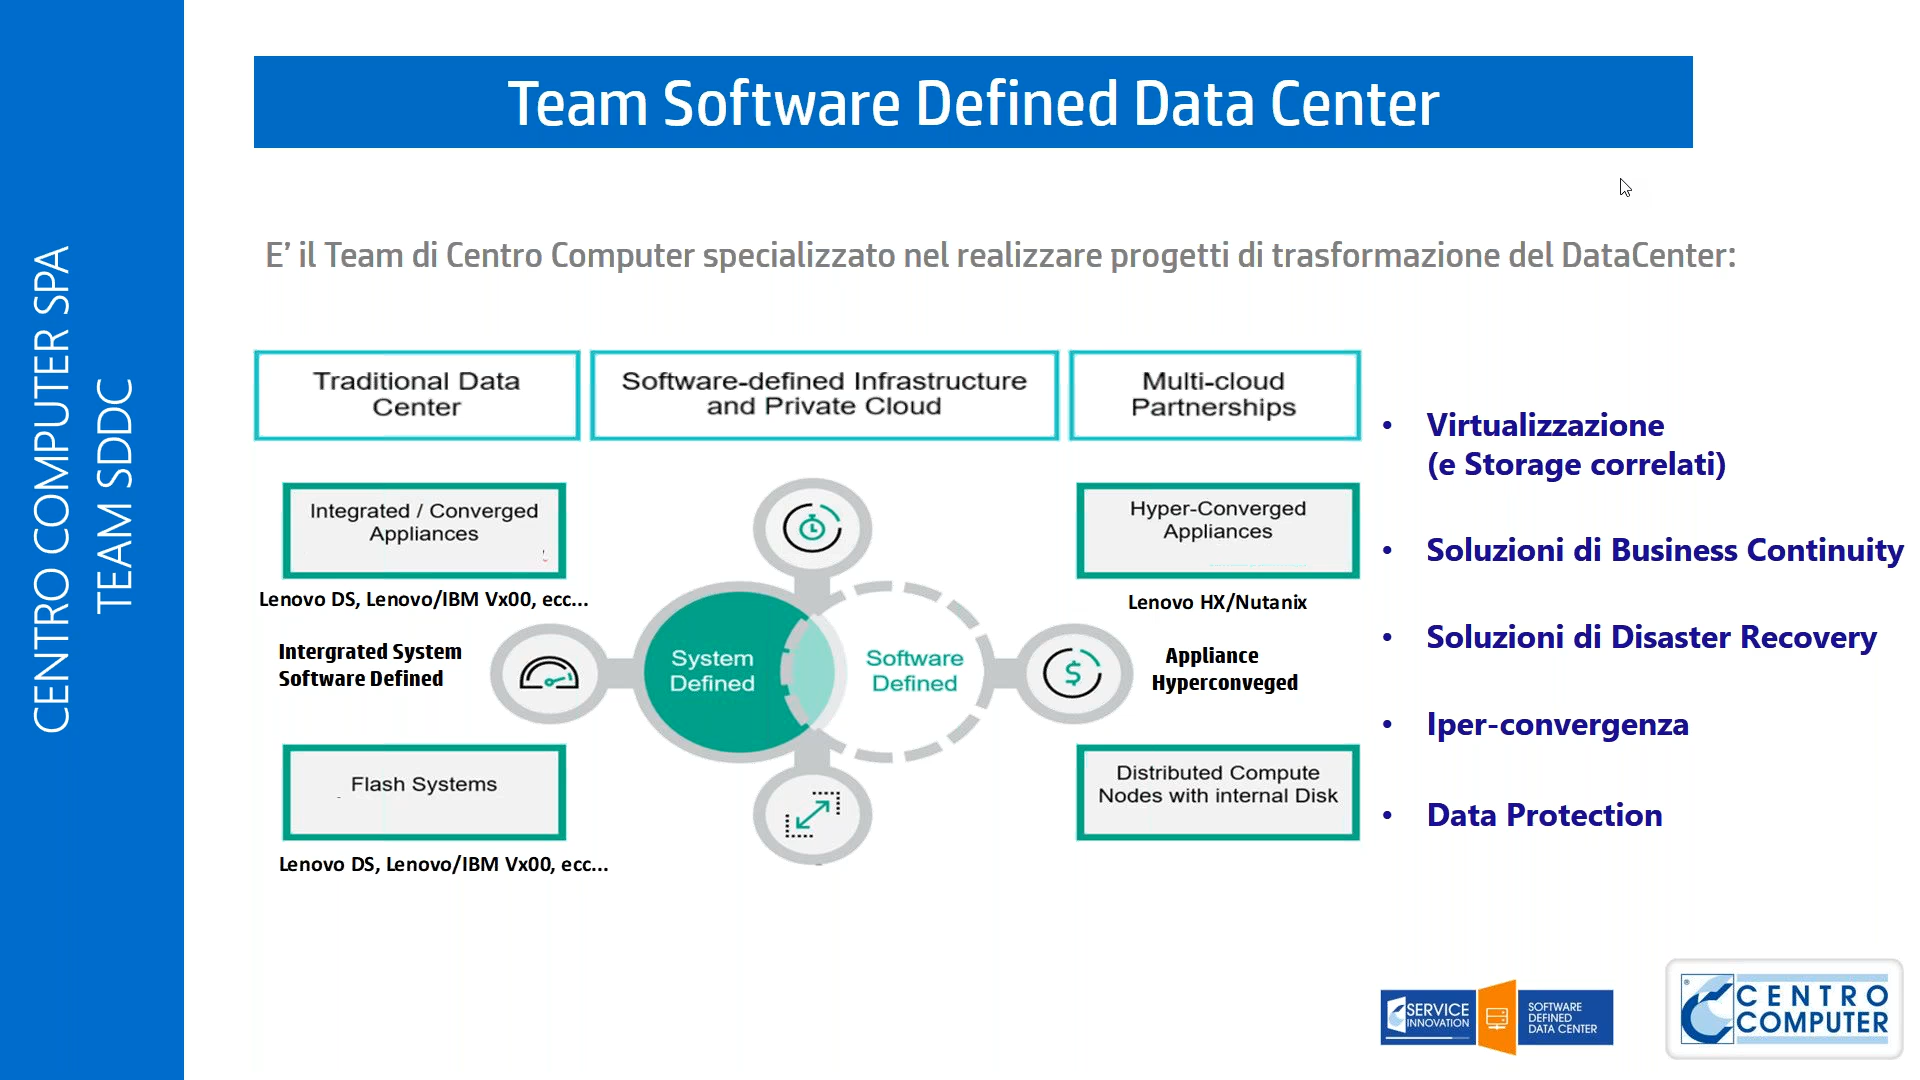 CENTRO COMPUTER SPA
TEAM SDDC
Team Software Defined Data Center
E’ il Team di Centro Computer specializzato nel realizzare progetti di trasformazione del DataCenter:
Traditional Data
Center
Software-defined Infrastructure
and Private Cloud
Multi-cloud
Partnerships
Integrated / Converged
Appliances
Lenovo DS, Lenovo/IBM Vx00, ecc...
Intergrated System
Software Defined
Flash Systems
Lenovo DS, Lenovo/IBM Vx00, ecc...
System
Defined
Software
Defined
$
Hyper-Converged
Appliances
Lenovo HX/Nutanix
Appliance
Hyperconveged
Distributed Compute
Nodes with internal Disk
• Virtualizzazione
(e Storage correlati)
• Soluzioni di Business Continuity
• Soluzioni di Disaster Recovery
• Iper-convergenza
• Data Protection
SERVICE
INNOVATION
SOFTWARE
DEFINED
DATA CENTER
®
CENTRO
COMPUTER